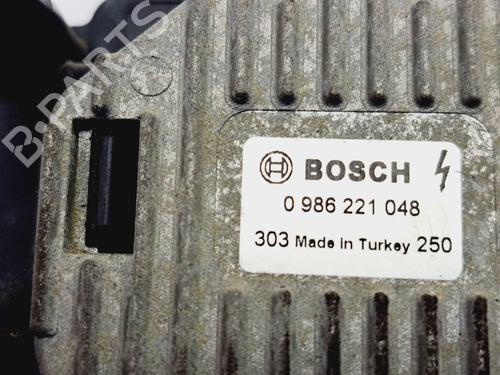 B-PARTS
BOSCH
0 986 221 048
303 Made in Turkey 250